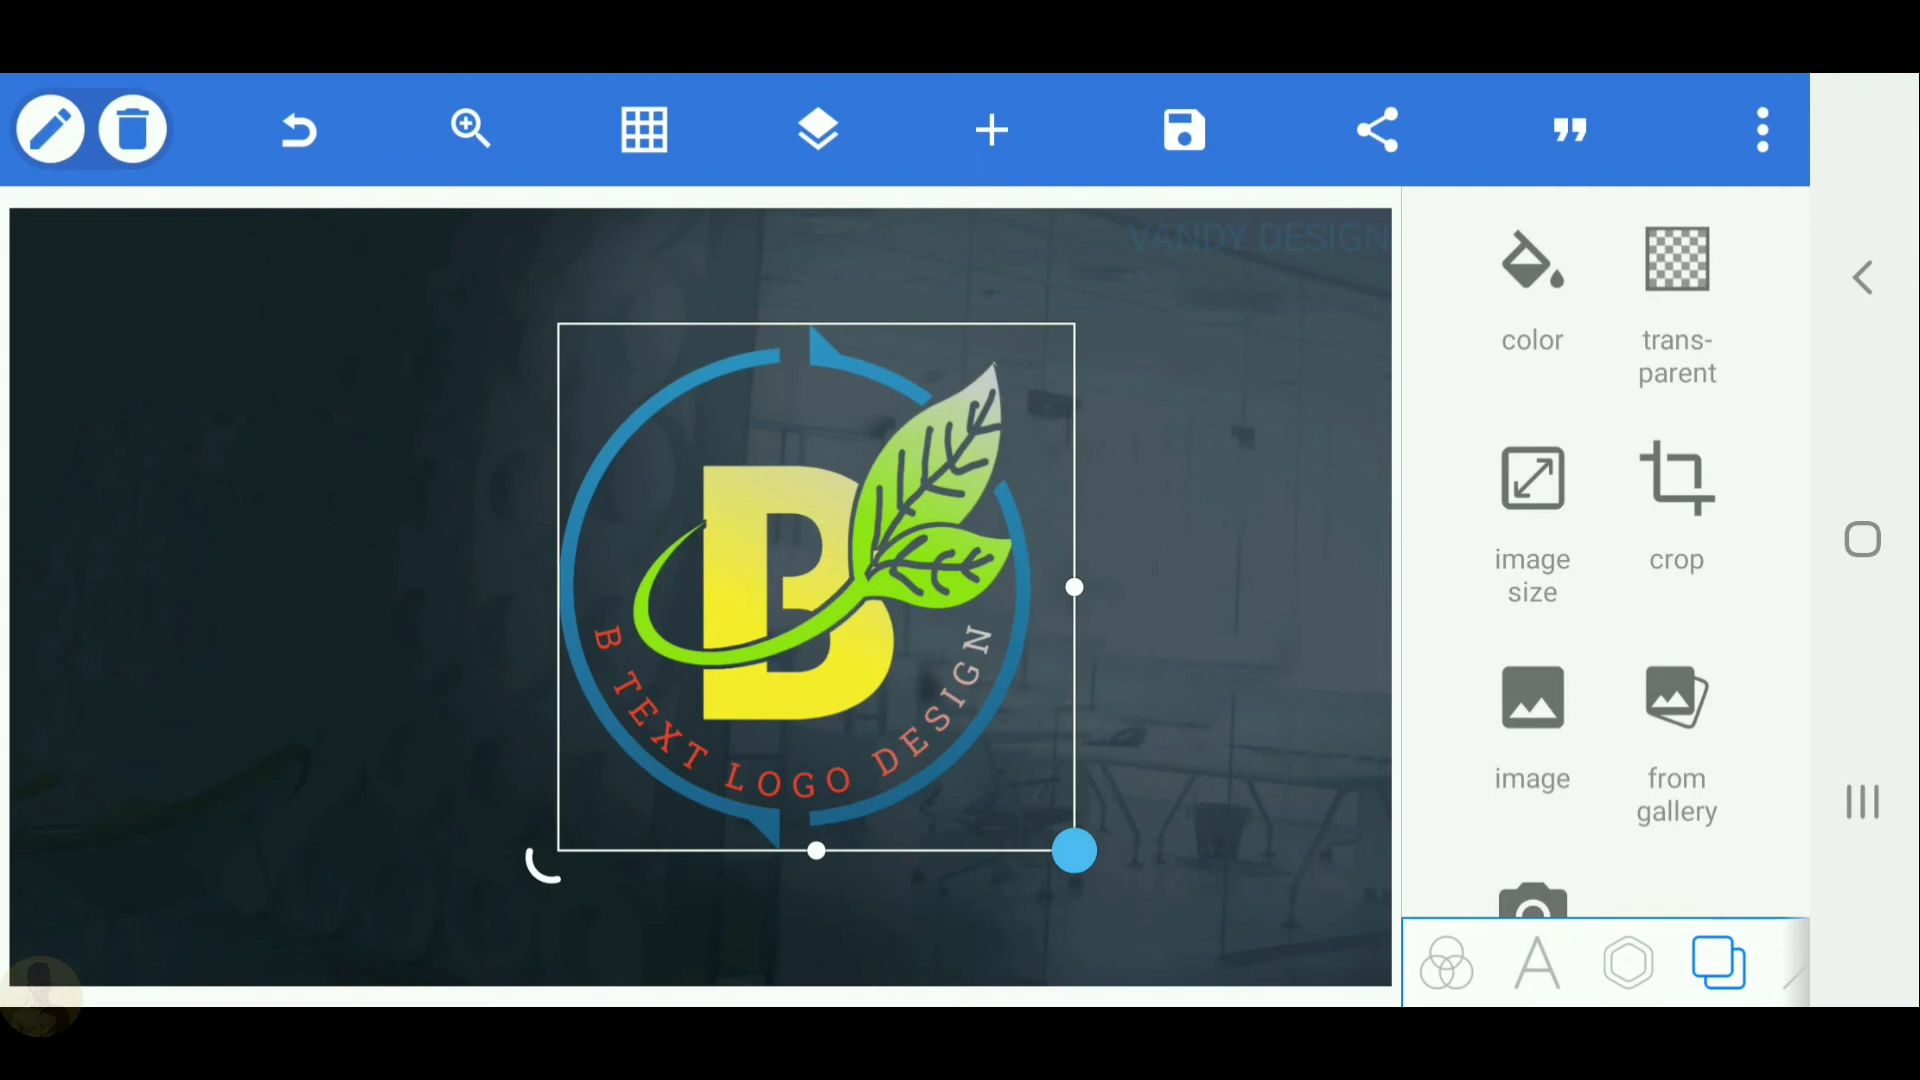 VANDY DESIGN
B
B TEXT LOGO DESIGN
color
trans-
parent
image
size
crop
image
from
gallery